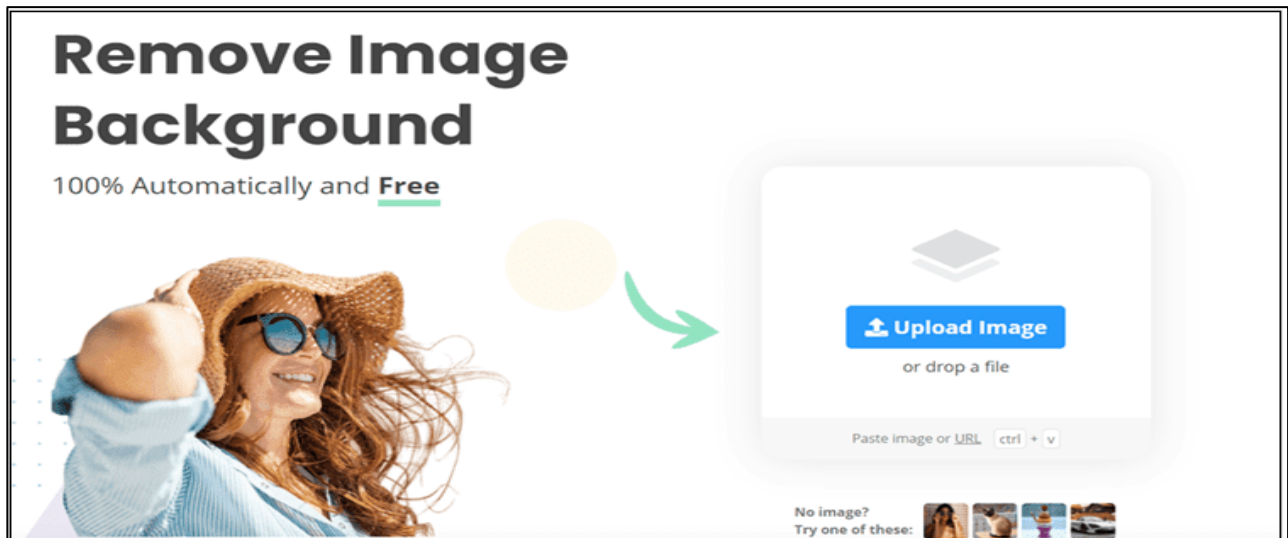 Remove Image
Background
100% Automatically and Free
Upload Image
or drop a file
Paste image or URL ctrl + v
No image?
Try one of these: